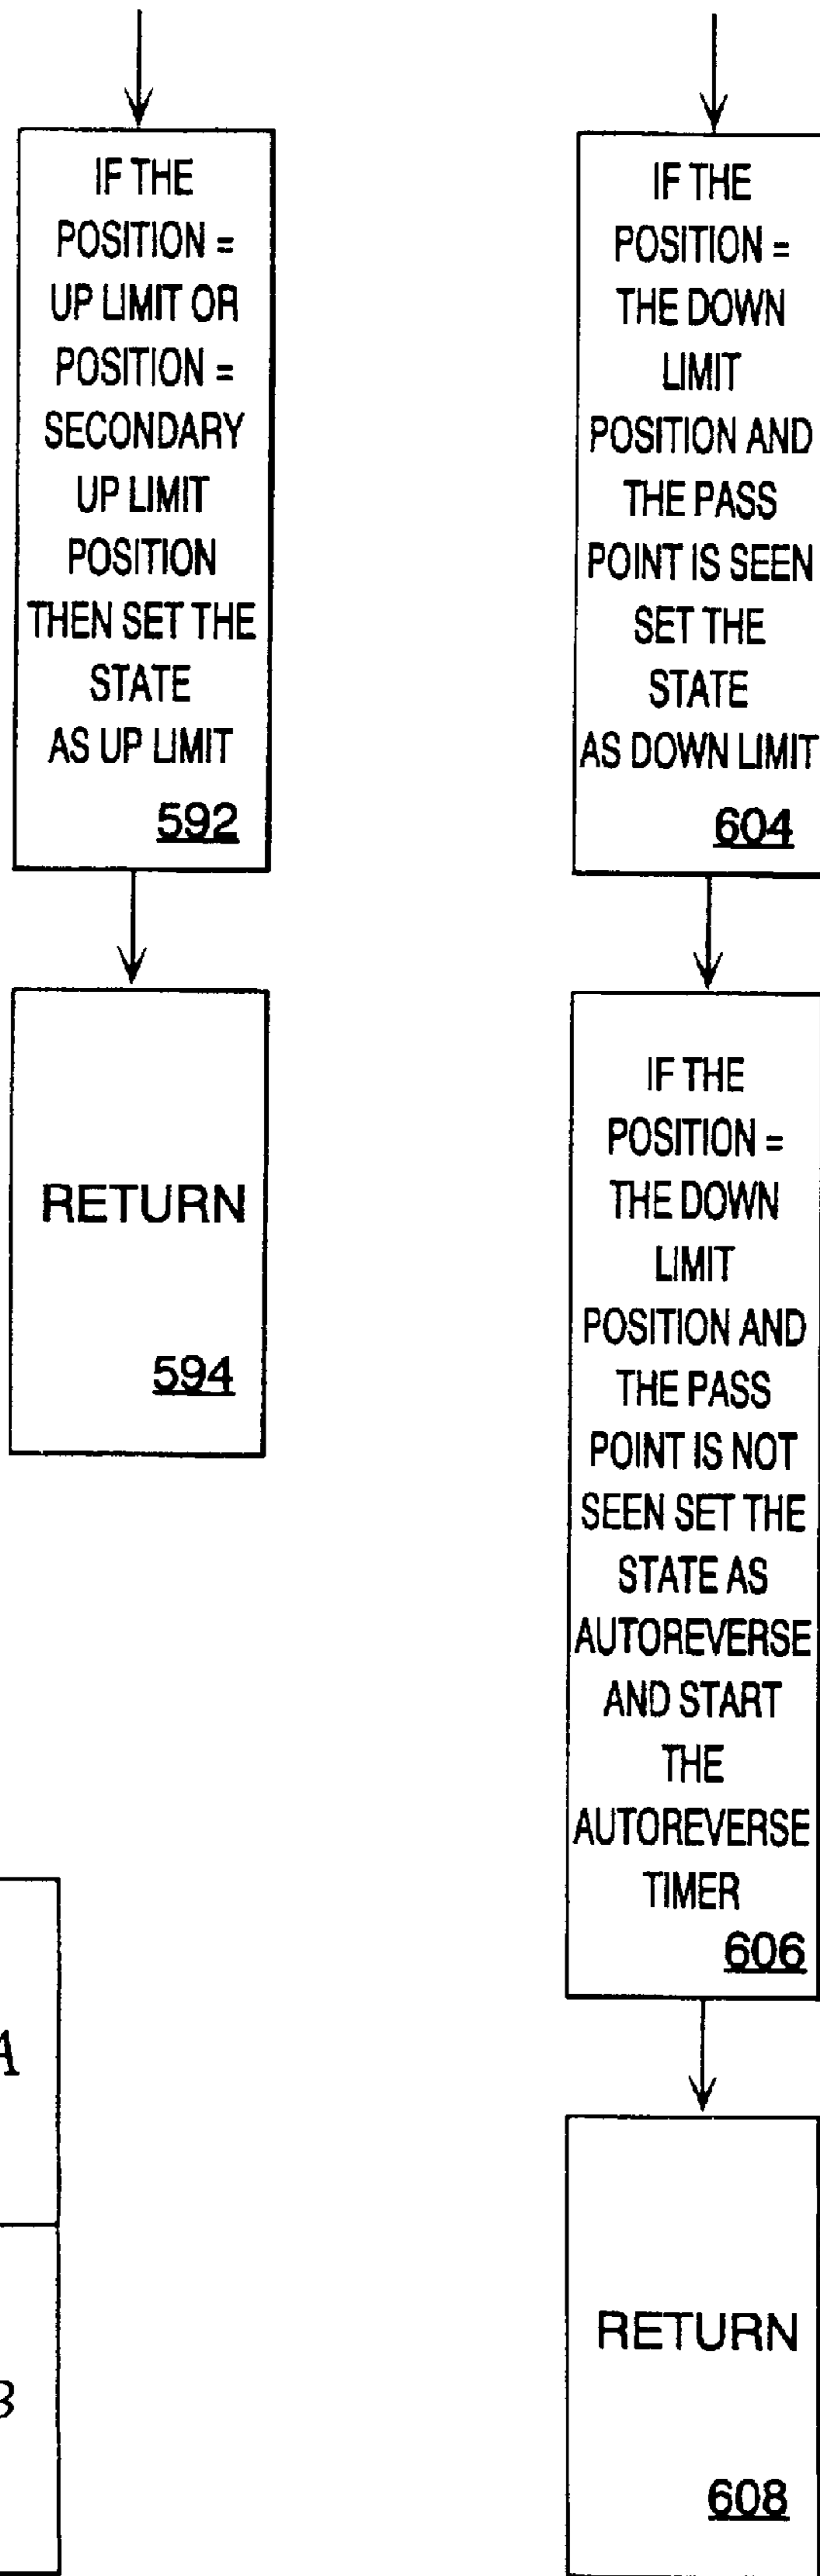 IF THE
POSITION =
UP LIMIT OR
POSITION =
SECONDARY
UP LIMIT
POSITION
THEN SET THE
STATE
AS UP LIMIT
592
RETURN
594
IF THE
POSITION =
THE DOWN
LIMIT
POSITION AND
THE PASS
POINT IS SEEN
SET THE
STATE
AS DOWN LIMIT
604
IF THE
POSITION =
THE DOWN
LIMIT
POSITION AND
THE PASS
POINT IS NOT
SEEN SET THE
STATE AS
AUTOREVERSE
AND START
THE
AUTOREVERSE
TIMER
606
RETURN
608
A